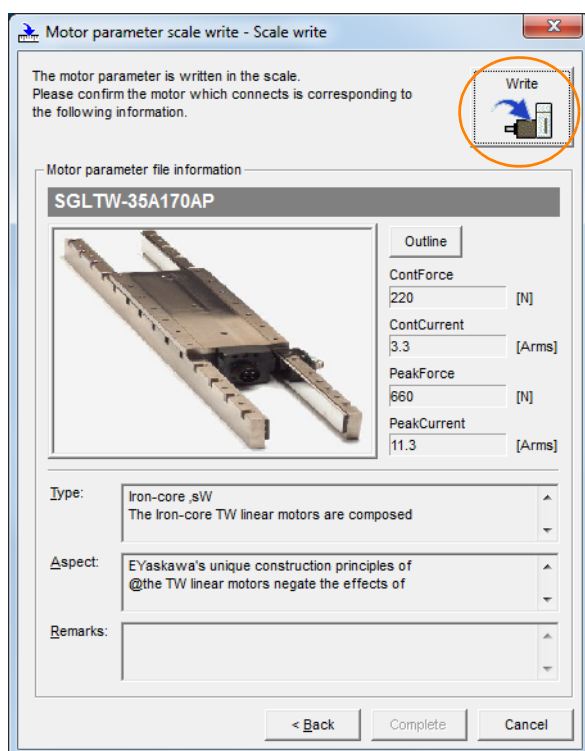 Motor parameter scale write - Scale write
The motor parameter is written in the scale.
Please confirm the motor which connects is corresponding to
the following information.
Write
Motor parameter file information
SGLTW-35A170AP
Outline
ContForce
220 [N]
ContCurrent
3.3 [Arms]
PeakForce
660 [N]
PeakCurrent
11.3 [Arms]
Type:
Iron-core ,sW
The Iron-core TW linear motors are composed
Aspect:
EYaskawa's unique construction principles of
@the TW linear motors negate the effects of
Remarks:
< Back
Complete
Cancel